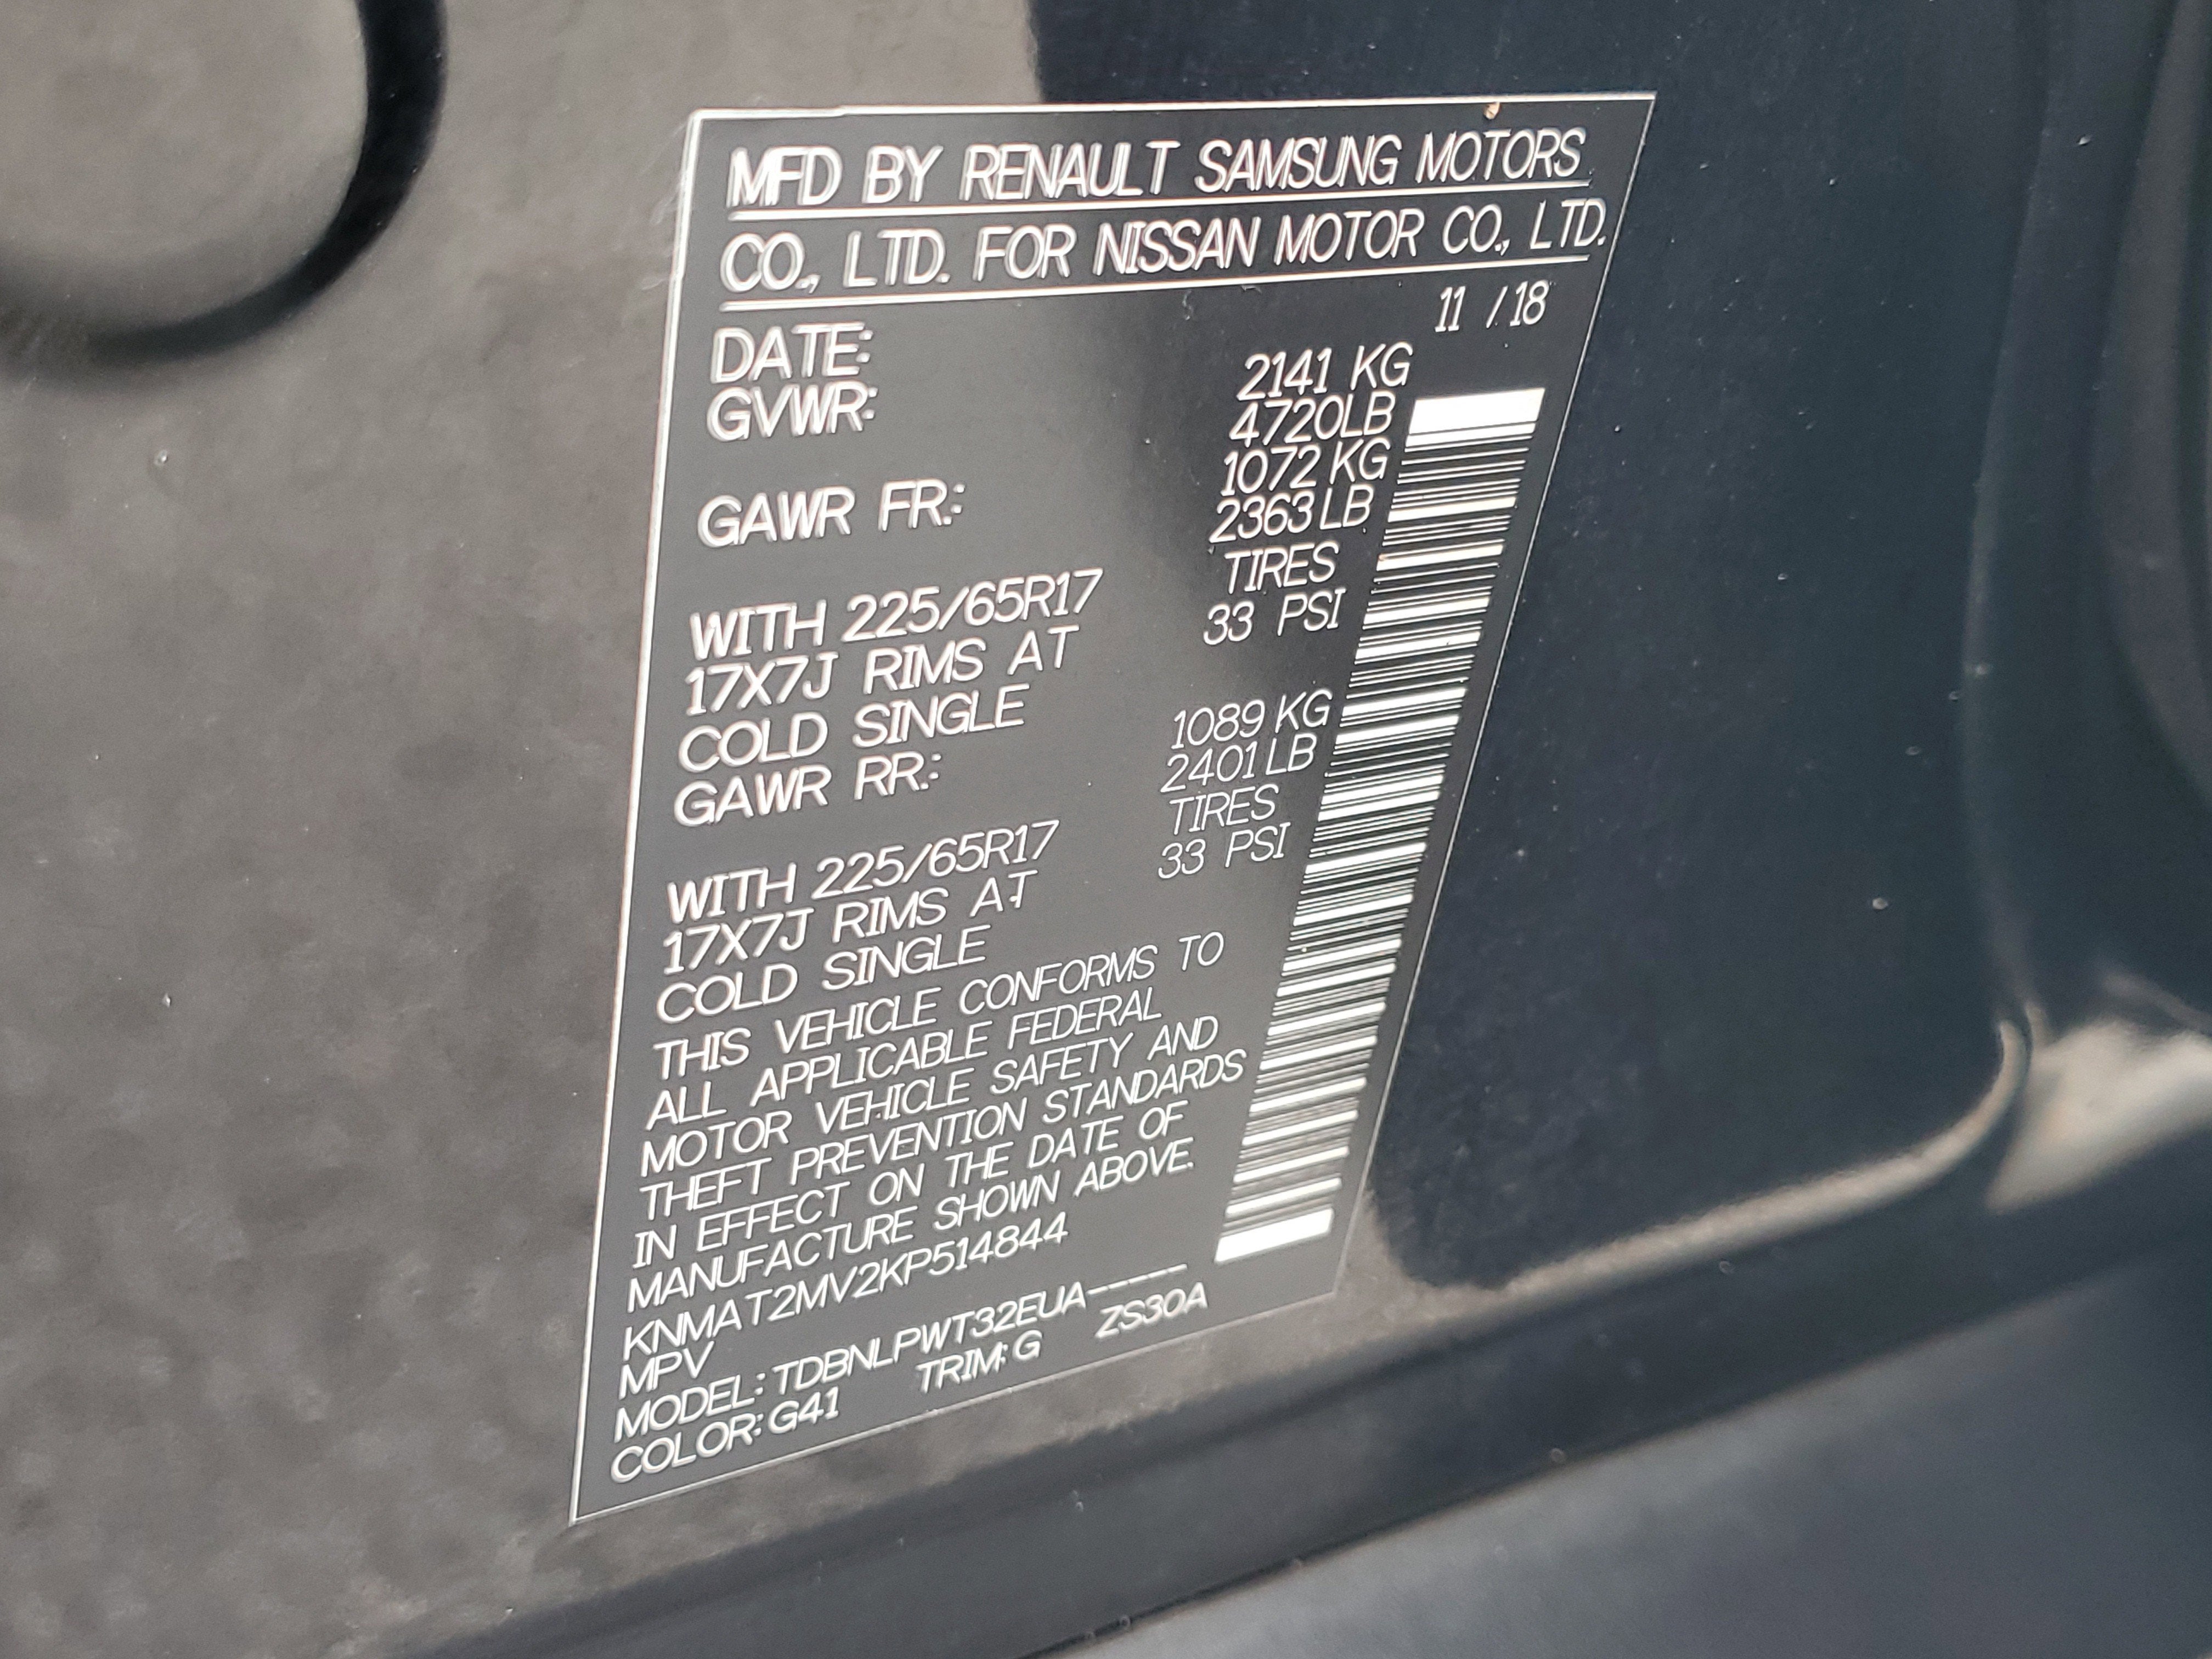 MFD BY RENAULT SAMSUNG MOTORS
CO., LTD. FOR NISSAN MOTOR CO., LTD.
DATE: 11 / 18
GVWR: 2141 KG
4720LB
GAWR FR.: 1072 KG
2363 LB
WITH 225/65R17 TIRES
17X7J RIMS AT 33 PSI
COLD SINGLE
GAWR RR.: 1089 KG
2401 LB
WITH 225/65R17 TIRES
17X7J RIMS AT 33 PSI
COLD SINGLE
THIS VEHICLE CONFORMS TO
ALL APPLICABLE FEDERAL
MOTOR VEHICLE SAFETY AND
THEFT PREVENTION STANDARDS
IN EFFECT ON THE DATE OF
MANUFACTURE SHOWN ABOVE.
KNMAT2MV2KP514844
MPV
MODEL: TDBNLPWT32EUA-----
COLOR: G41 TRIM: G ZS30A